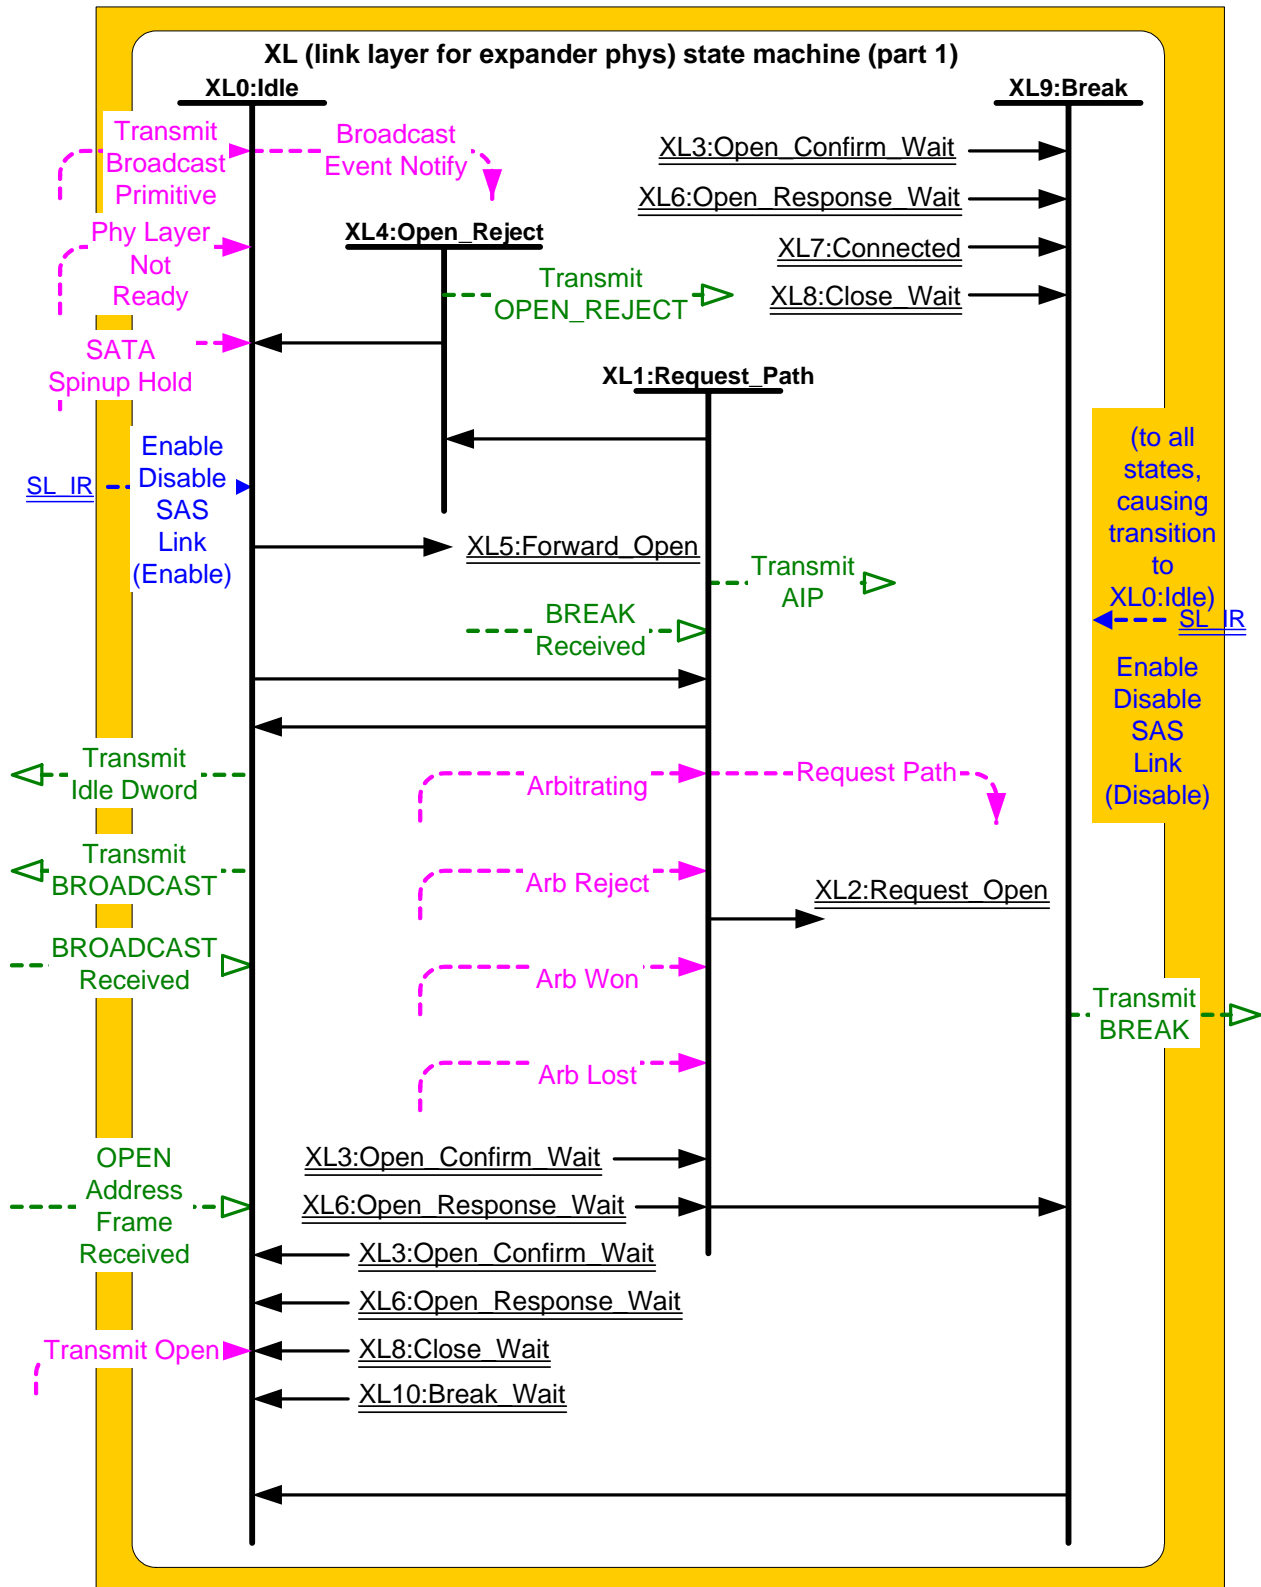 XL (link layer for expander phys) state machine (part 1)
XL0:Idle
XL9:Break
Transmit
Broadcast
Primitive
Broadcast
Event Notify
XL3:Open_Confirm_Wait
XL6:Open_Response_Wait
XL7:Connected
XL8:Close_Wait
Phy Layer
Not
Ready
XL4:Open_Reject
Transmit
OPEN_REJECT
SATA
Spinup Hold
XL1:Request_Path
SL_IR
Enable
Disable
SAS
Link
(Enable)
XL5:Forward_Open
Transmit
AIP
BREAK
Received
(to all
states,
causing
transition
to
XL0:Idle)
SL_IR
Enable
Disable
SAS
Link
(Disable)
Transmit
Idle Dword
Arbitrating
Request Path
Transmit
BROADCAST
Arb Reject
XL2:Request_Open
BROADCAST
Received
Arb Won
Transmit
BREAK
Arb Lost
OPEN
Address
Frame
Received
XL3:Open_Confirm_Wait
XL6:Open_Response_Wait
XL3:Open_Confirm_Wait
XL6:Open_Response_Wait
Transmit Open
XL8:Close_Wait
XL10:Break_Wait